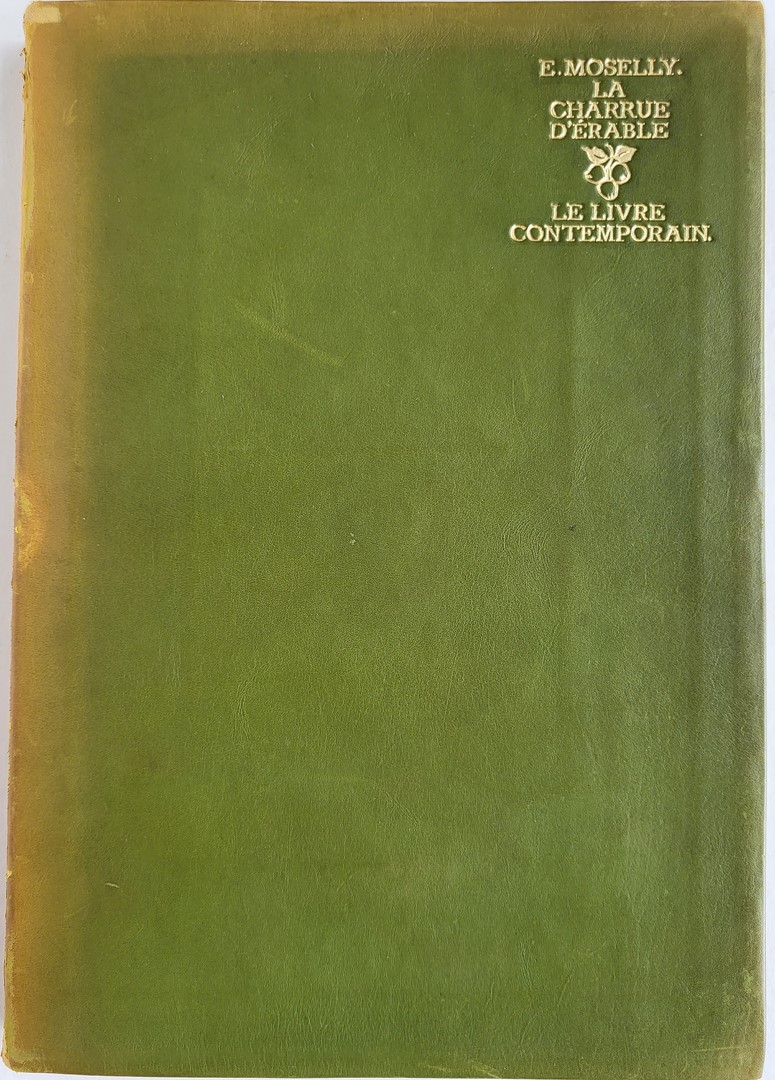 E. MOSELLY.
LA
CHARRUE
D'ÉRABLE
LE LIVRE
CONTEMPORAIN.